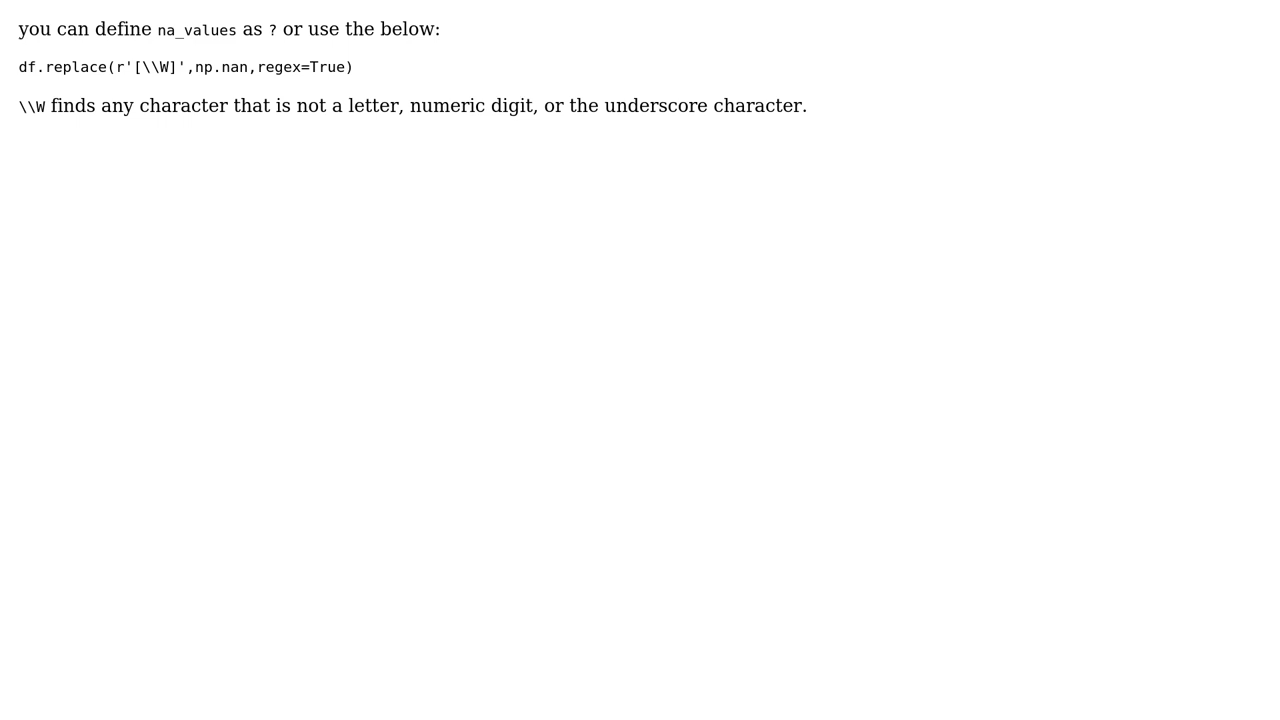 you can define na_values as ? or use the below:
df.replace(r'[\\W]',np.nan,regex=True)
\\W finds any character that is not a letter, numeric digit, or the underscore character.